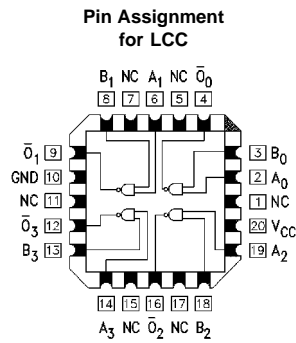 Pin Assignment
for LCC
B1 NC A1 NC Ō0
8 7 6 5 4
Ō1 9
GND 10
NC 11
Ō3 12
B3 13
3 B0
2 A0
1 NC
20 VCC
19 A2
14 15 16 17 18
A3 NC Ō2 NC B2